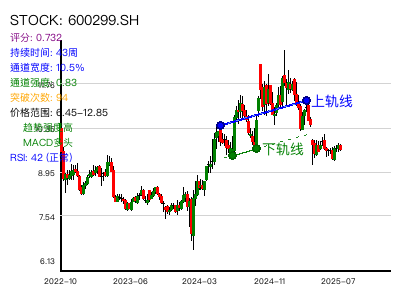 STOCK: 600299.SH
评分: 0.732
持续时间: 43周
通道宽度: 10.5%
通道强度: 0.83
突破次数: 94
价格范围: 6.45-12.85
趋势强度高
MACD多头
RSI: 42 (正常)
上轨线
下轨线
8.95
7.54
6.13
2022-10
2023-06
2024-03
2024-11
2025-07